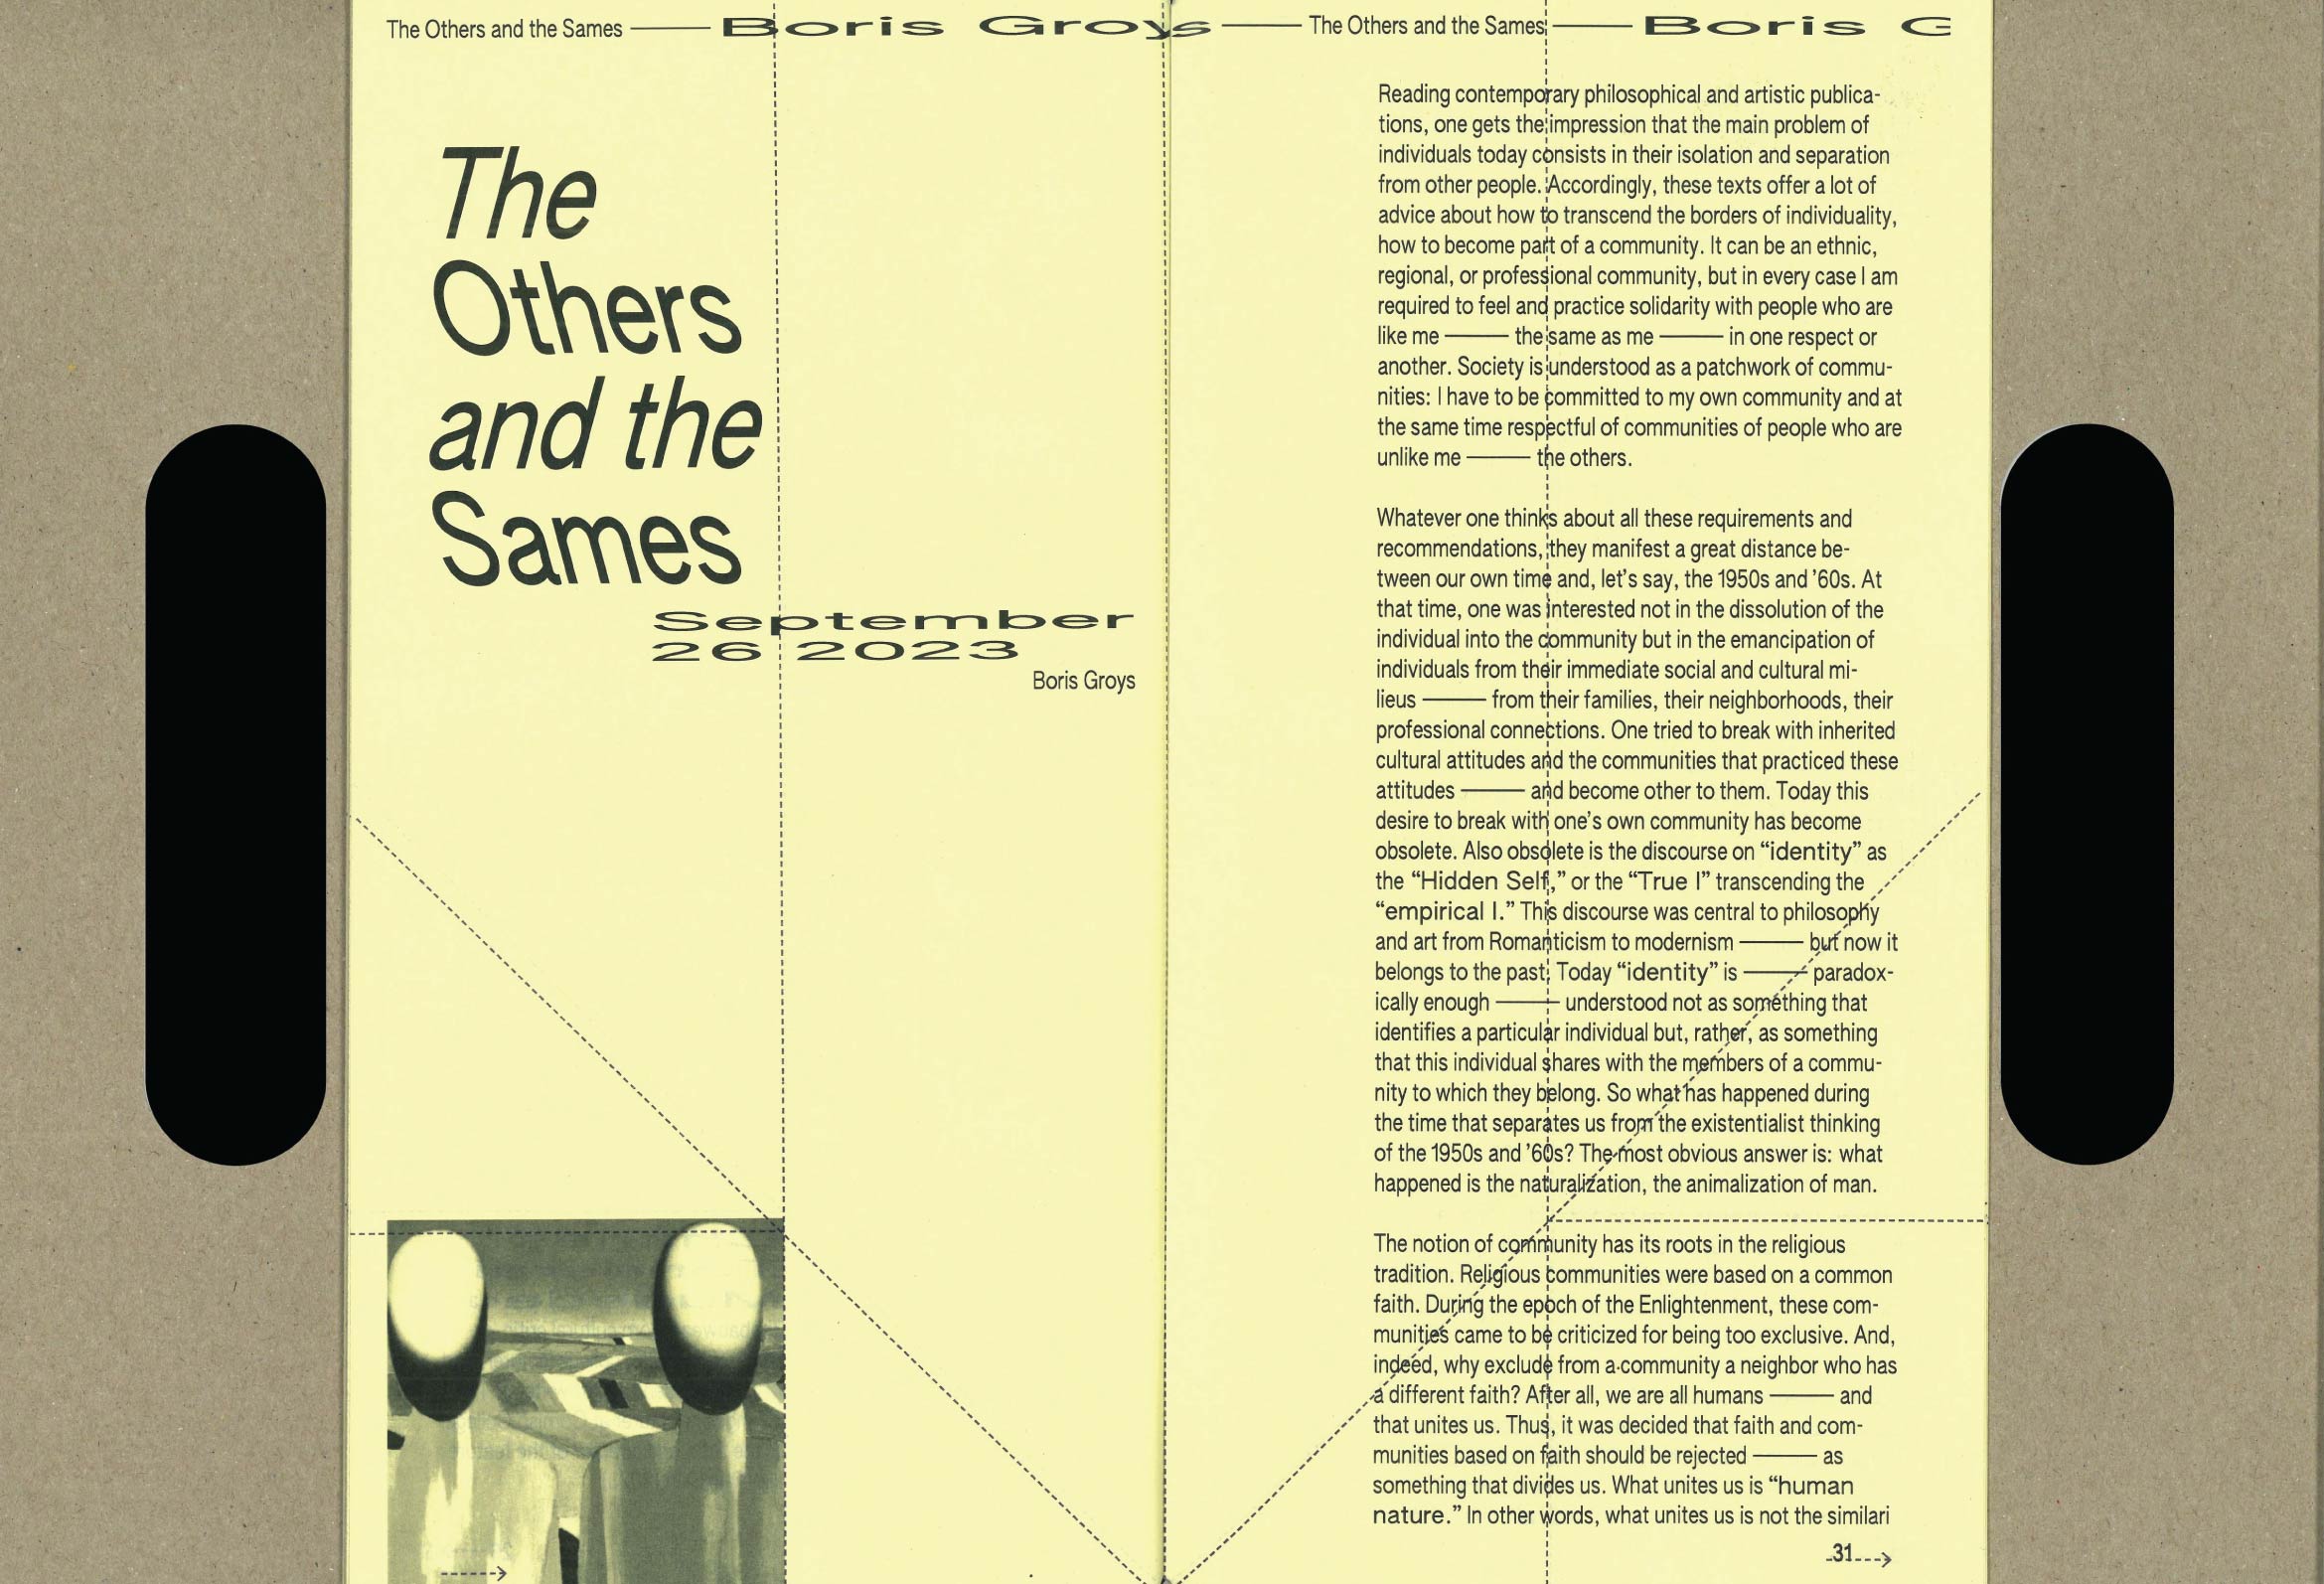 The Others and the Sames —— Boris Groys —— The Others and the Sames —— Boris G
The
Others
and the
Sames
September
26 2023
Boris Groys
Reading contemporary philosophical and artistic publica-
tions, one gets the impression that the main problem of
individuals today consists in their isolation and separation
from other people. Accordingly, these texts offer a lot of
advice about how to transcend the borders of individuality,
how to become part of a community. It can be an ethnic,
regional, or professional community, but in every case I am
required to feel and practice solidarity with people who are
like me —— the same as me —— in one respect or
another. Society is understood as a patchwork of commu-
nities: I have to be committed to my own community and at
the same time respectful of communities of people who are
unlike me —— the others.
Whatever one thinks about all these requirements and
recommendations, they manifest a great distance be-
tween our own time and, let’s say, the 1950s and ’60s. At
that time, one was interested not in the dissolution of the
individual into the community but in the emancipation of
individuals from their immediate social and cultural mi-
lieus —— from their families, their neighborhoods, their
professional connections. One tried to break with inherited
cultural attitudes and the communities that practiced these
attitudes —— and become other to them. Today this
desire to break with one’s own community has become
obsolete. Also obsolete is the discourse on “identity” as
the “Hidden Self,” or the “True I” transcending the
“empirical I.” This discourse was central to philosophy
and art from Romanticism to modernism —— but now it
belongs to the past. Today “identity” is —— paradox-
ically enough —— understood not as something that
identifies a particular individual but, rather, as something
that this individual shares with the members of a commu-
nity to which they belong. So what has happened during
the time that separates us from the existentialist thinking
of the 1950s and ’60s? The most obvious answer is: what
happened is the naturalization, the animalization of man.
The notion of community has its roots in the religious
tradition. Religious communities were based on a common
faith. During the epoch of the Enlightenment, these com-
munities came to be criticized for being too exclusive. And,
indeed, why exclude from a community a neighbor who has
a different faith? After all, we are all humans —— and
that unites us. Thus, it was decided that faith and com-
munities based on faith should be rejected —— as
something that divides us. What unites us is “human
nature.” In other words, what unites us is not the similari
31